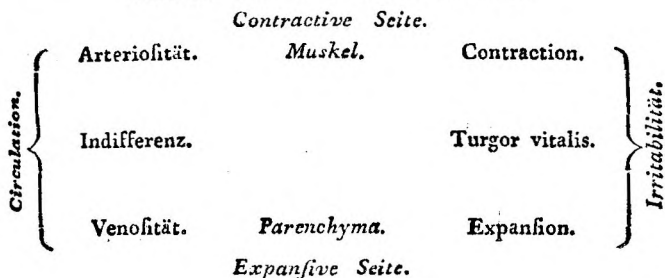 Contractive Seite.
Arterioſität. Muskel. Contraction.
Circulation.
Indifferenz. Turgor vitalis.
Irritabilität.
Venoſität. Parenchyma. Expanſion.
Expanſive Seite.